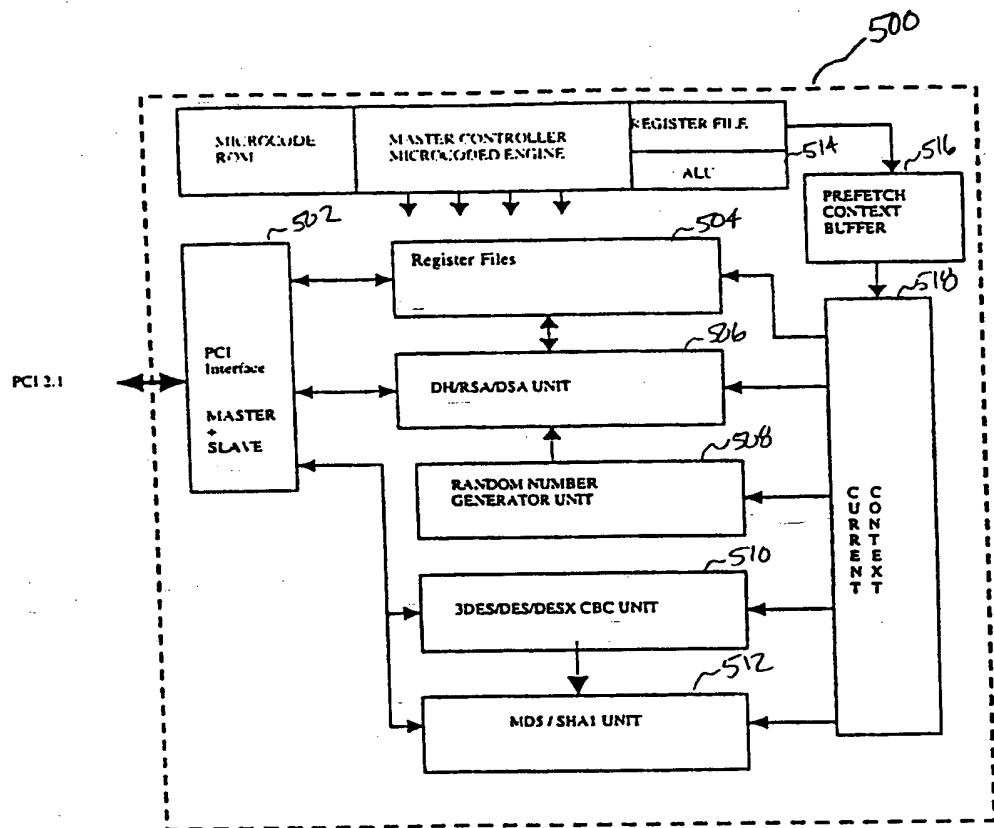 500
MICROCODE
ROM
MASTER CONTROLLER
MICROCODED ENGINE
REGISTER FILE
ALU
514
516
PREFETCH
CONTEXT
BUFFER
502
504
Register Files
518
PCI 2.1
PCI
Interface
MASTER
+
SLAVE
506
DH/RSA/DSA UNIT
508
RANDOM NUMBER
GENERATOR UNIT
CURRENT
CONTEXT
510
3DES/DES/DESX CBC UNIT
512
MD5 / SHA1 UNIT